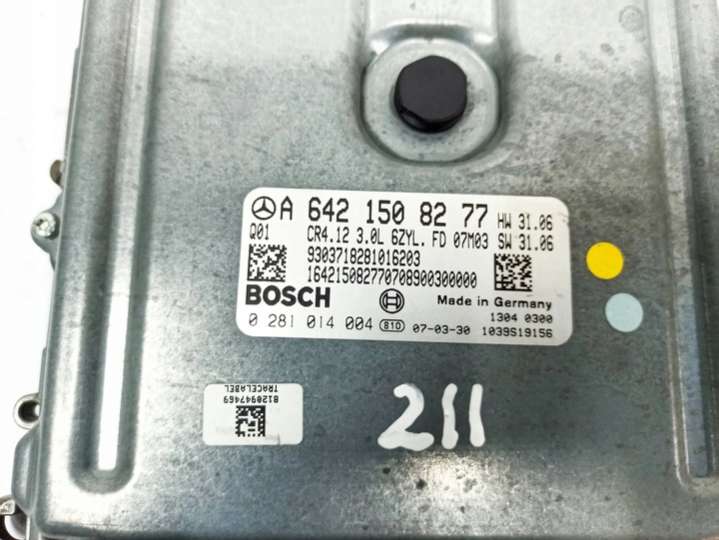 A 642 150 82 77 HW 31.06
Q01 CR4.12 3.0L 6ZYL. FD 07M03 SW 31.06
9303718281016203
164215082770708900300000
BOSCH Made in Germany
1304 0300
0 281 014 004 810 07-03-30 1039S19156
8120947469
TRACELABEL
211